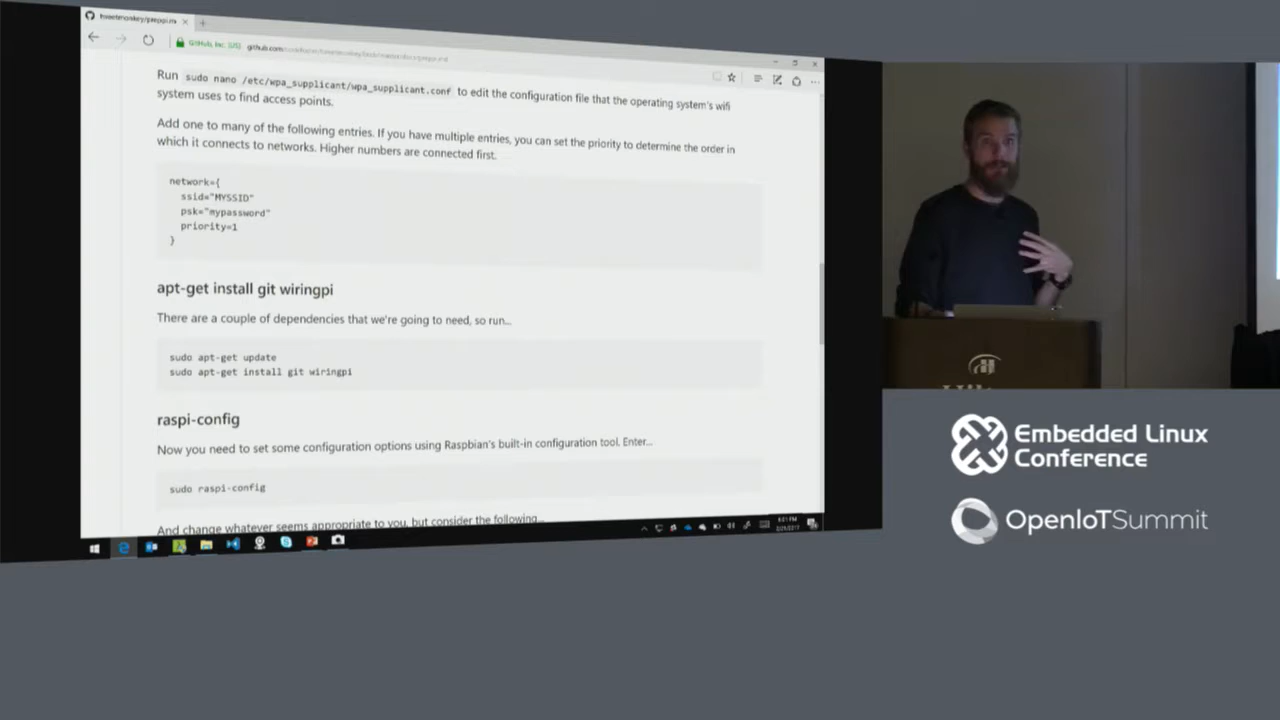 GitHub, Inc. [US]
Run sudo nano /etc/wpa_supplicant/wpa_supplicant.conf to edit the configuration file that the operating system's wifi
system uses to find access points.
Add one to many of the following entries. If you have multiple entries, you can set the priority to determine the order in
which it connects to networks. Higher numbers are connected first.
network={
ssid="MYSSID"
psk="mypassword"
priority=1
}
apt-get install git wiringpi
There are a couple of dependencies that we're going to need, so run...
sudo apt-get update
sudo apt-get install git wiringpi
raspi-config
Now you need to set some configuration options using Raspbian's built-in configuration tool. Enter...
sudo raspi-config
And change whatever seems appropriate to you, but consider the following...
Embedded Linux
Conference
OpenIoTSummit